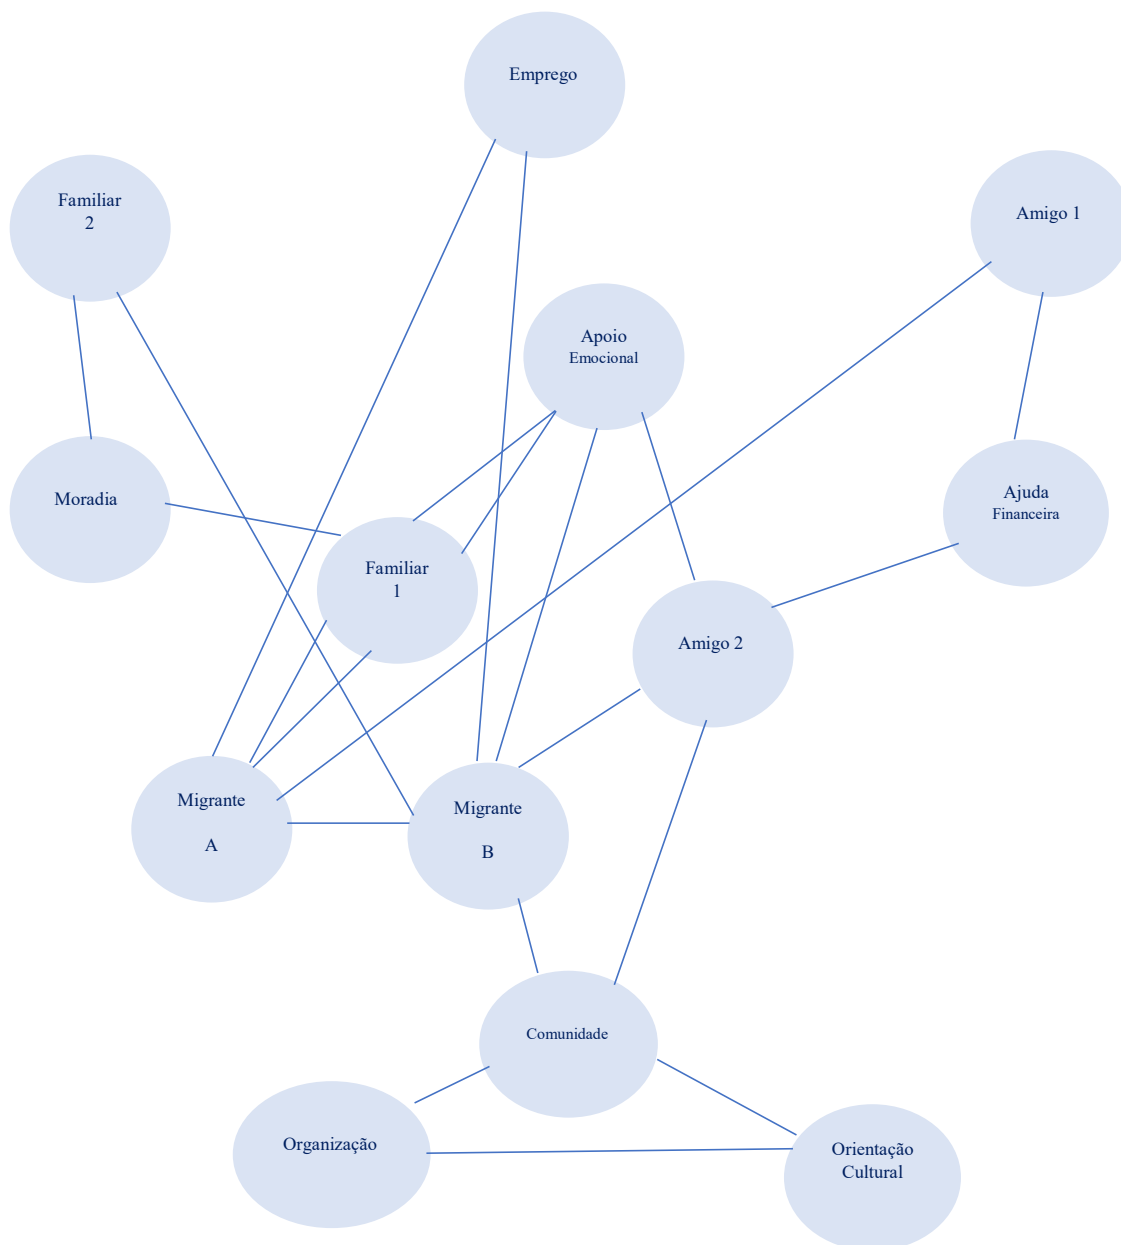 Emprego
Familiar
2
Amigo 1
Apoio
Emocional
Moradia
Ajuda
Financeira
Familiar
1
Amigo 2
Migrante
A
Migrante
B
Comunidade
Organização
Orientação
Cultural